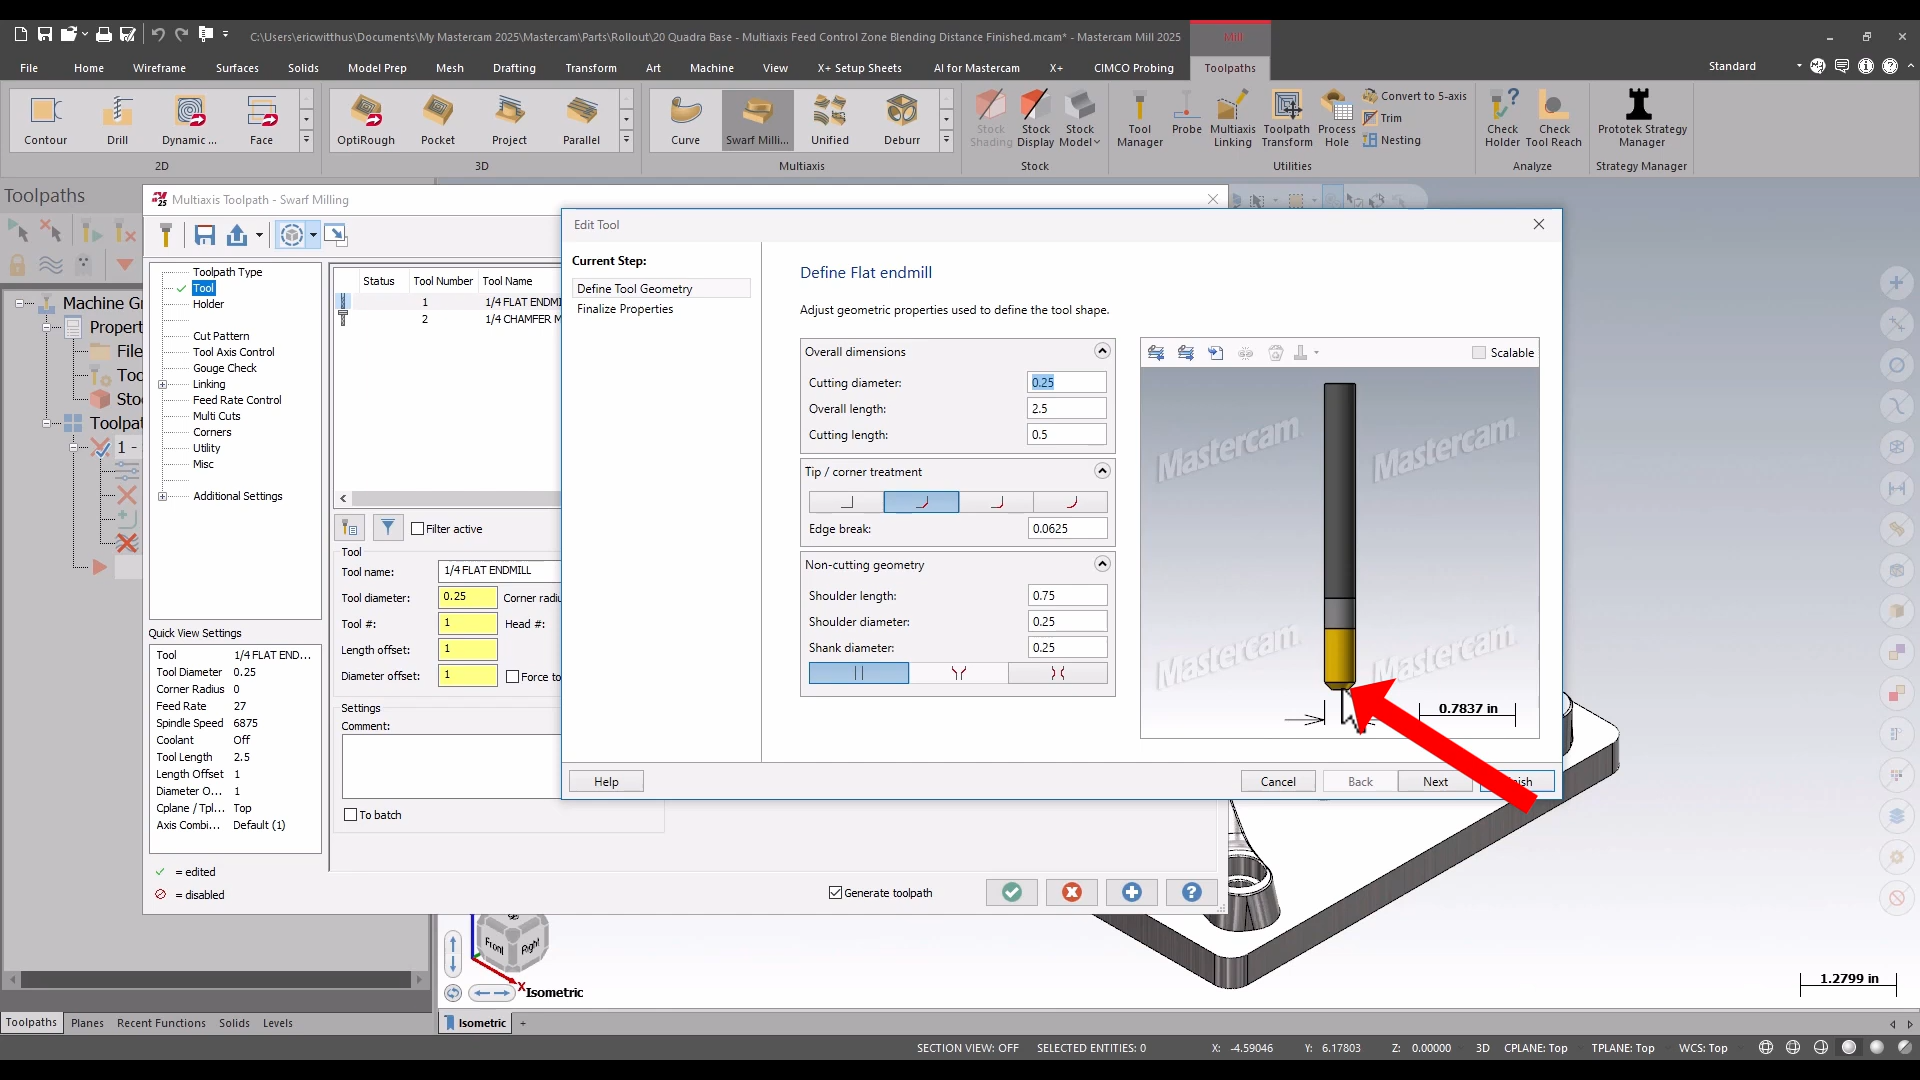 C:\Users\ericwitthus\Documents\My Mastercam 2025\Mastercam\Parts\Rollout\20 Quadra Base - Multiaxis Feed Control Zone Blending Distance Finished.mcam* - Mastercam Mill 2025
Mill
File Home Wireframe Surfaces Solids Model Prep Mesh Drafting Transform Art Machine View X+ Setup Sheets AI for Mastercam X+ CIMCO Probing Toolpaths
Standard
Contour Drill Dynamic ... Face
2D
OptiRough Pocket Project Parallel
3D
Curve Swarf Milli... Unified Deburr
Multiaxis
Stock Shading Stock Display Stock Model
Stock
Tool Manager Probe Multiaxis Linking Toolpath Transform Process Hole
Convert to 5-axis
Trim
Nesting
Utilities
Check Holder Check Tool Reach
Analyze
Prototek Strategy Manager
Strategy Manager
Toolpaths
Machine Gr
Propert
File
Toc
Stoc
Toolpat
1 -
Multiaxis Toolpath - Swarf Milling
Toolpath Type
Tool
Holder
Cut Pattern
Tool Axis Control
Gouge Check
Linking
Feed Rate Control
Multi Cuts
Corners
Utility
Misc
Additional Settings
Quick View Settings
Tool 1/4 FLAT END...
Tool Diameter 0.25
Corner Radius 0
Feed Rate 27
Spindle Speed 6875
Coolant Off
Tool Length 2.5
Length Offset 1
Diameter O... 1
Cplane / Tpl... Top
Axis Combi... Default (1)
= edited
= disabled
Status Tool Number Tool Name
1 1/4 FLAT ENDMI
2 1/4 CHAMFER M
Filter active
Tool
Tool name: 1/4 FLAT ENDMILL
Tool diameter: 0.25 Corner radiu
Tool #: 1 Head #:
Length offset: 1
Diameter offset: 1 Force to
Settings
Comment:
To batch
Generate toolpath
Edit Tool
Current Step:
Define Tool Geometry
Finalize Properties
Define Flat endmill
Adjust geometric properties used to define the tool shape.
Overall dimensions
Cutting diameter: 0.25
Overall length: 2.5
Cutting length: 0.5
Tip / corner treatment
Edge break: 0.0625
Non-cutting geometry
Shoulder length: 0.75
Shoulder diameter: 0.25
Shank diameter: 0.25
Scalable
Mastercam Mastercam
Mastercam Mastercam
0.7837 in
Help Cancel Back Next
Front Right
X
Isometric
1.2799 in
Toolpaths Planes Recent Functions Solids Levels
Isometric +
SECTION VIEW: OFF SELECTED ENTITIES: 0 X: -4.59046 Y: 6.17803 Z: 0.00000 3D CPLANE: Top TPLANE: Top WCS: Top